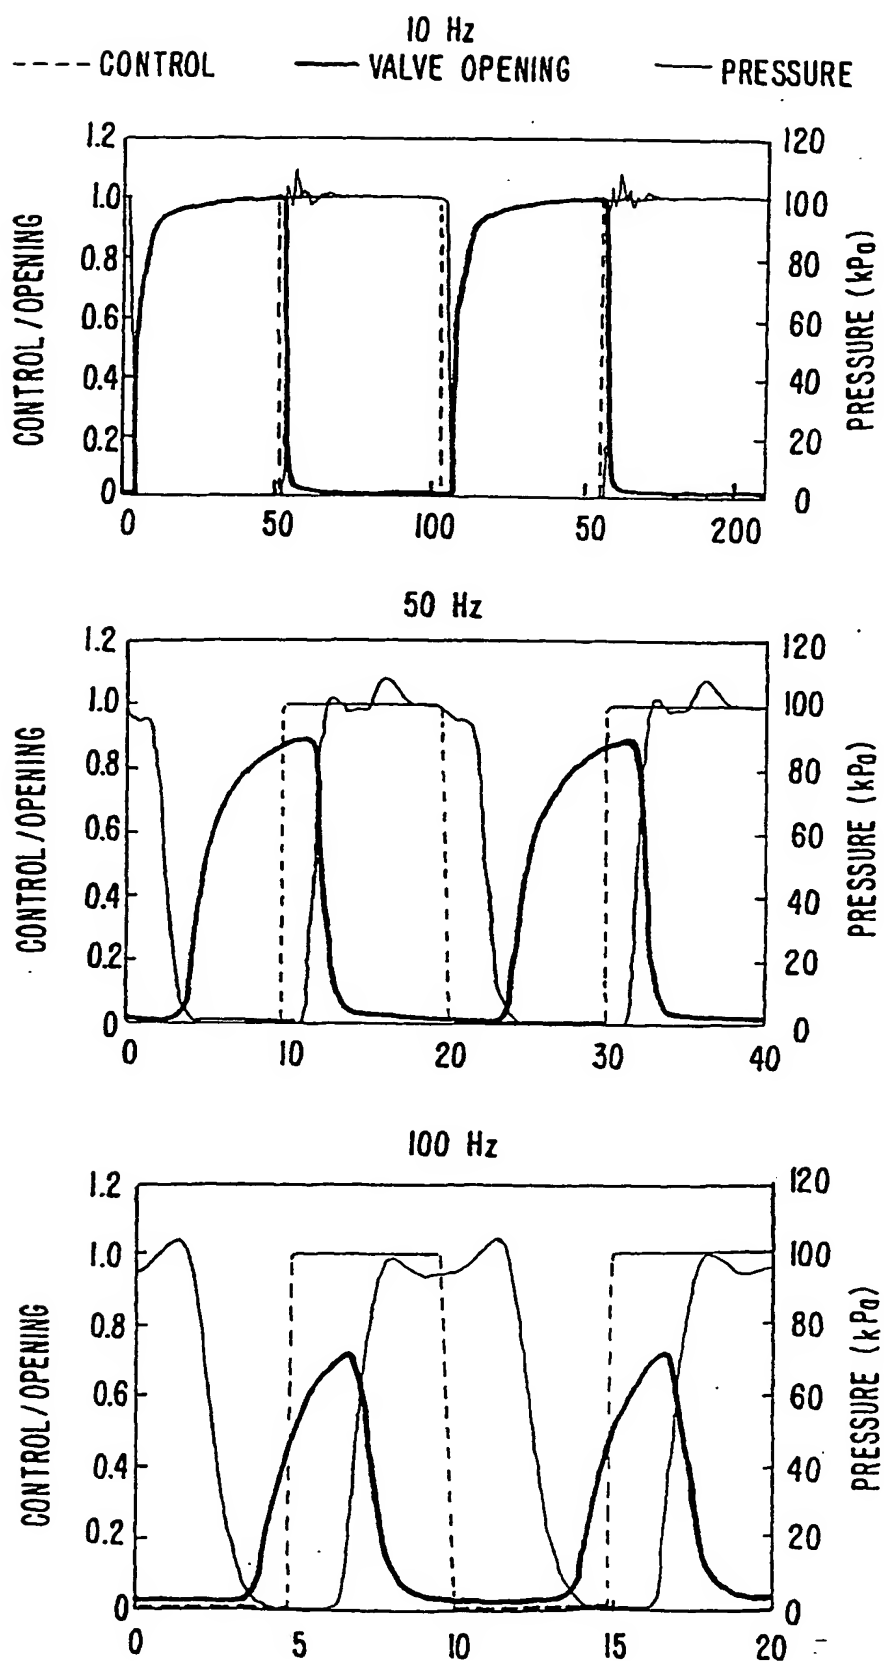 10 Hz
---- CONTROL — VALVE OPENING — PRESSURE
1.2 120
1.0 100
0.8 80
0.6 60
0.4 40
0.2 20
0 0
CONTROL/OPENING
PRESSURE (kPa)
0 50 100 50 200
50 Hz
1.2 120
1.0 100
0.8 80
0.6 60
0.4 40
0.2 20
0 0
CONTROL/OPENING
PRESSURE (kPa)
0 10 20 30 40
100 Hz
1.2 120
1.0 100
0.8 80
0.6 60
0.4 40
0.2 20
0 0
CONTROL/OPENING
PRESSURE (kPa)
0 5 10 15 20